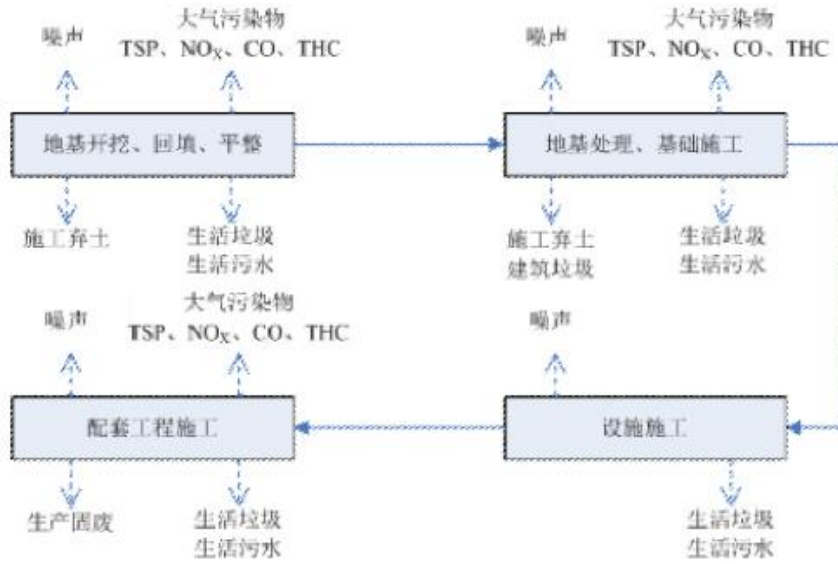 噪声
大气污染物
TSP、NOX、CO、THC
噪声
大气污染物
TSP、NOX、CO、THC
地基开挖、回填、平整
地基处理、基础施工
施工弃土
生活垃圾
生活污水
施工弃土
建筑垃圾
生活垃圾
生活污水
噪声
大气污染物
TSP、NOX、CO、THC
噪声
配套工程施工
设施施工
生产固废
生活垃圾
生活污水
生活垃圾
生活污水